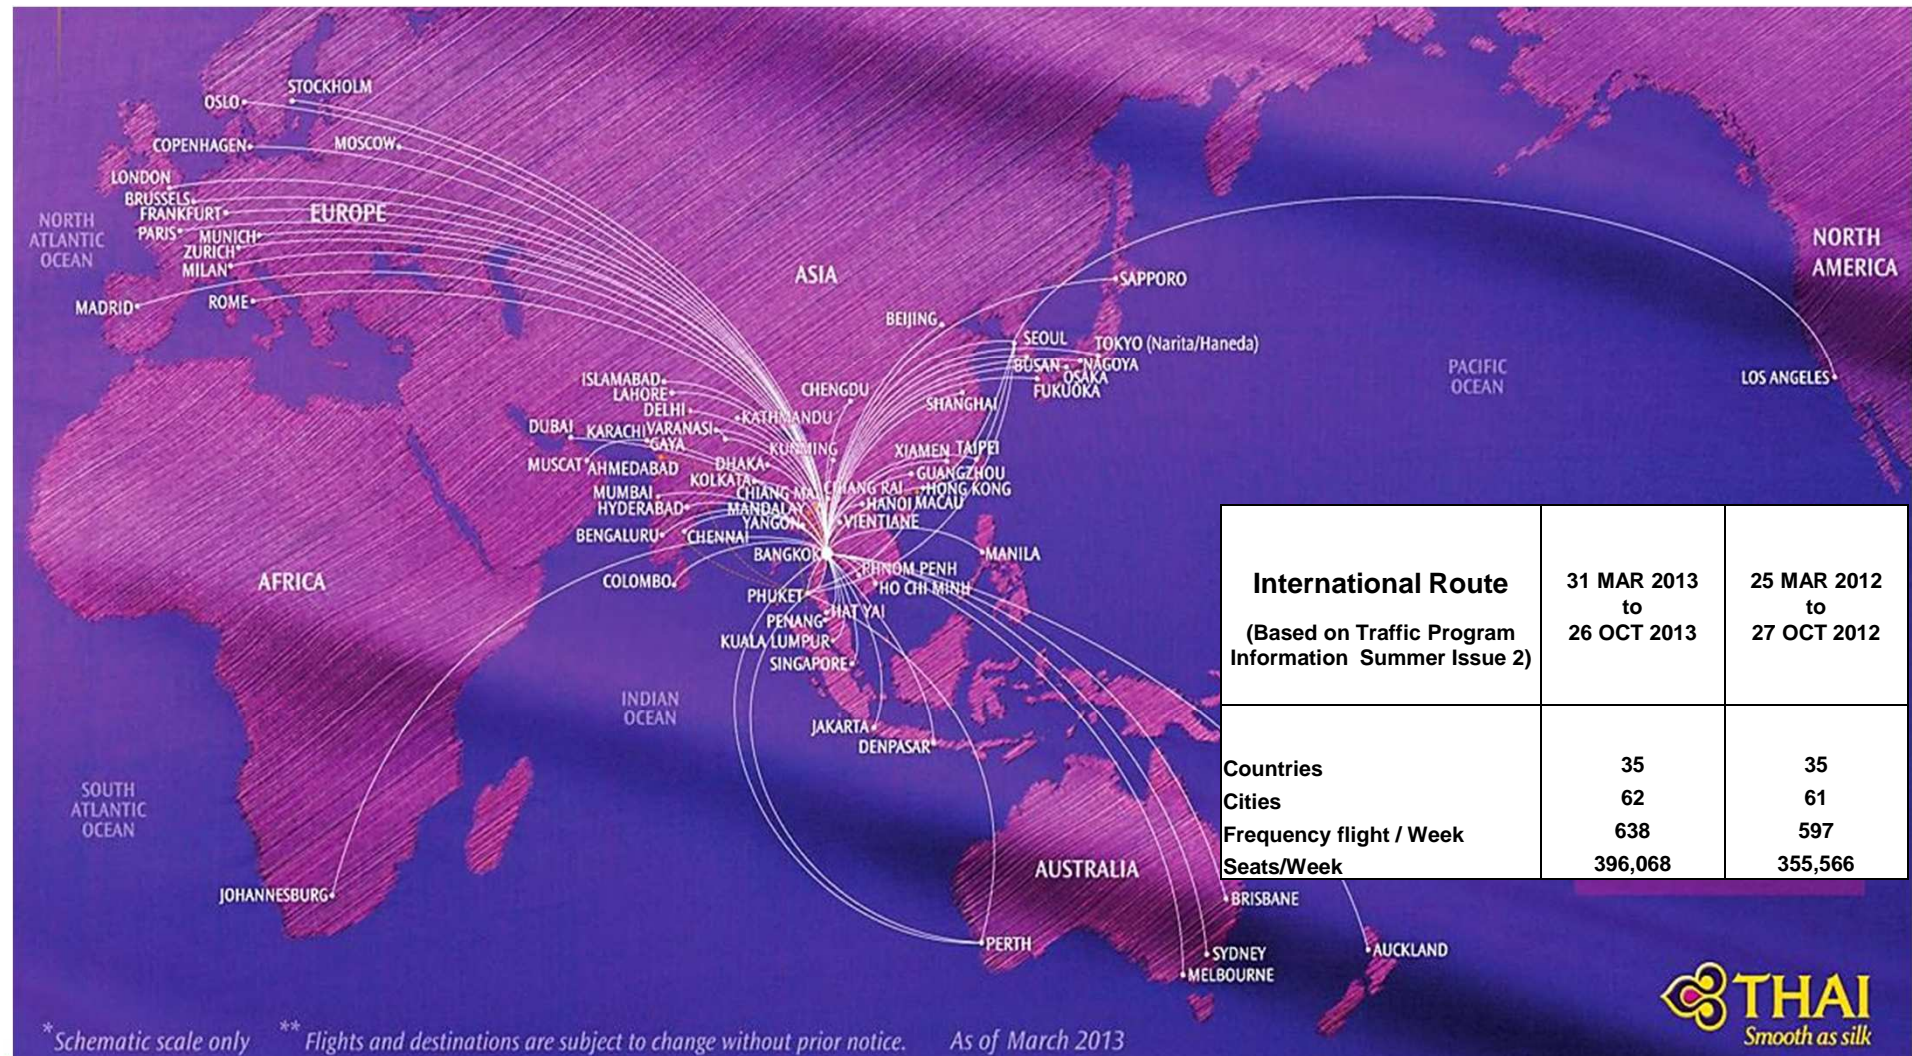 STOCKHOLM
OSLO
COPENHAGEN
MOSCOW
LONDON
BRUSSELS
FRANKFURT
EUROPE
PARIS
MUNICH
ZURICH
MILAN
MADRID
ROME
NORTH
ATLANTIC
OCEAN
ASIA
NORTH
AMERICA
SAPPORO
BEIJING
SEOUL
TOKYO (Narita/Haneda)
BUSAN
NAGOYA
OSAKA
FUKUOKA
PACIFIC
OCEAN
LOS ANGELES
ISLAMABAD
LAHORE
DELHI
CHENGDU
SHANGHAI
KATHMANDU
DUBAI
KARACHI
VARANASI
GAYA
KUNMING
XIAMEN
TAIPEI
MUSCAT
AHMEDABAD
DHAKA
GUANGZHOU
KOLKATA
MUMBAI
CHIANG MAI
CHIANG RAI
HONG KONG
HYDERABAD
MANDALAY
HANOI
MACAU
YANGON
VIENTIANE
BENGALURU
CHENNAI
BANGKOK
MANILA
AFRICA
COLOMBO
PHNOM PENH
PHUKET
HO CHI MINH
HAT YAI
PENANG
KUALA LUMPUR
SINGAPORE
INDIAN
OCEAN
JAKARTA
DENPASAR
International Route
(Based on Traffic Program
Information Summer Issue 2)
31 MAR 2013
to
26 OCT 2013
25 MAR 2012
to
27 OCT 2012
Countries 35 35
Cities 62 61
Frequency flight / Week 638 597
Seats/Week 396,068 355,566
SOUTH
ATLANTIC
OCEAN
AUSTRALIA
JOHANNESBURG
BRISBANE
PERTH
SYDNEY
MELBOURNE
AUCKLAND
THAI
Smooth as silk
*Schematic scale only **Flights and destinations are subject to change without prior notice. As of March 2013